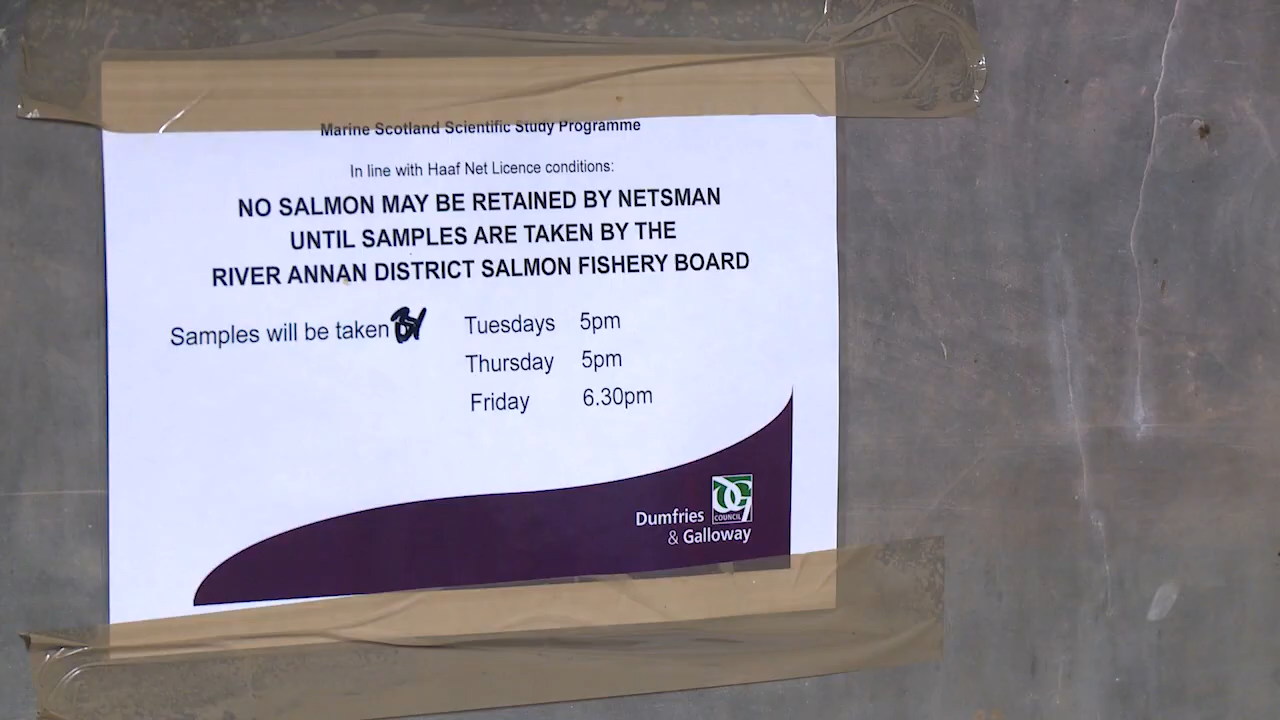 Marine Scotland Scientific Study Programme
In line with Haaf Net Licence conditions:
NO SALMON MAY BE RETAINED BY NETSMAN
UNTIL SAMPLES ARE TAKEN BY THE
RIVER ANNAN DISTRICT SALMON FISHERY BOARD
Samples will be taken BY Tuesdays 5pm
Thursday 5pm
Friday 6.30pm
Dumfries
& Galloway
DG
COUNCIL